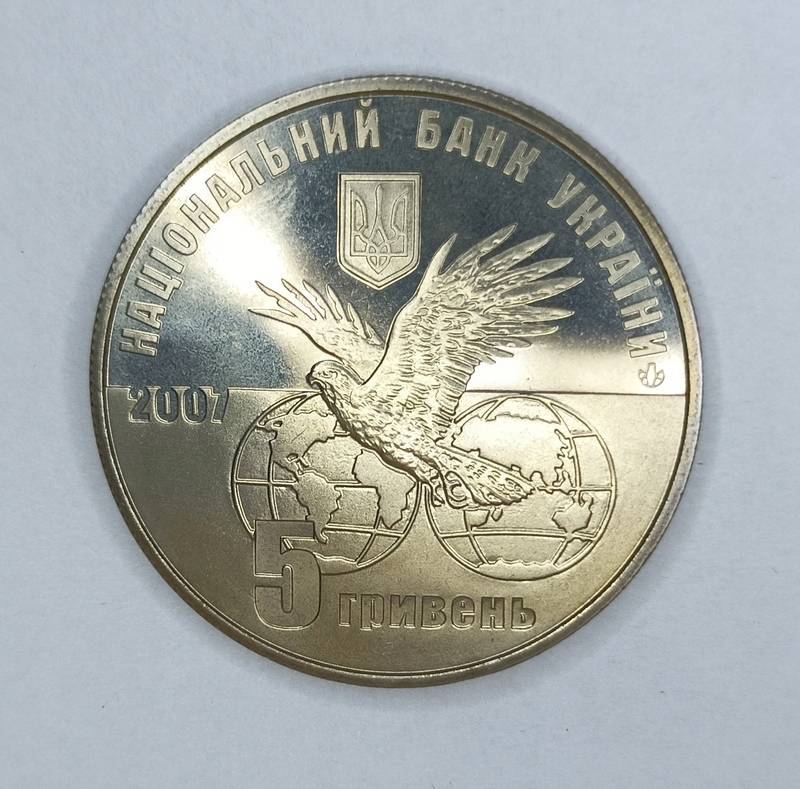 НАЦІОНАЛЬНИЙ БАНК УКРАЇНИ
2007
5
гривень